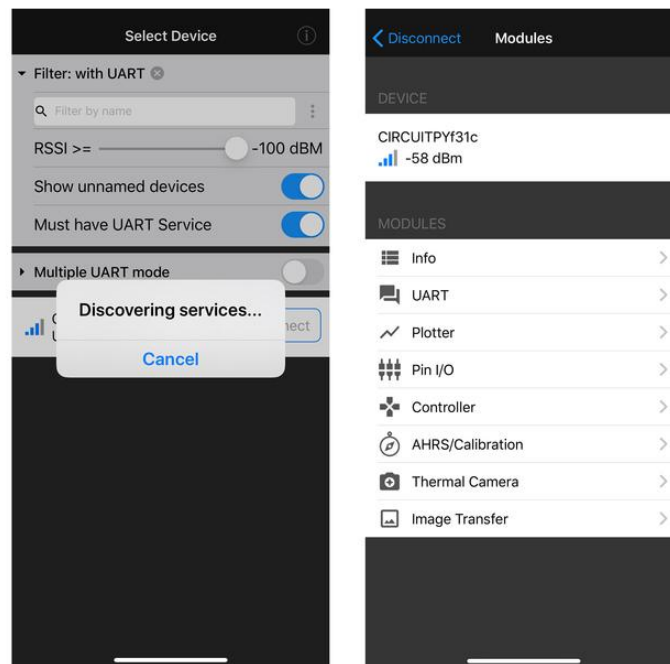 Select Device
Filter: with UART
Filter by name
RSSI >= -100 dBM
Show unnamed devices
Must have UART Service
Multiple UART mode
Discovering services...
Cancel
Disconnect Modules
DEVICE
CIRCUITPYf31c
-58 dBm
MODULES
Info
UART
Plotter
Pin I/O
Controller
AHRS/Calibration
Thermal Camera
Image Transfer